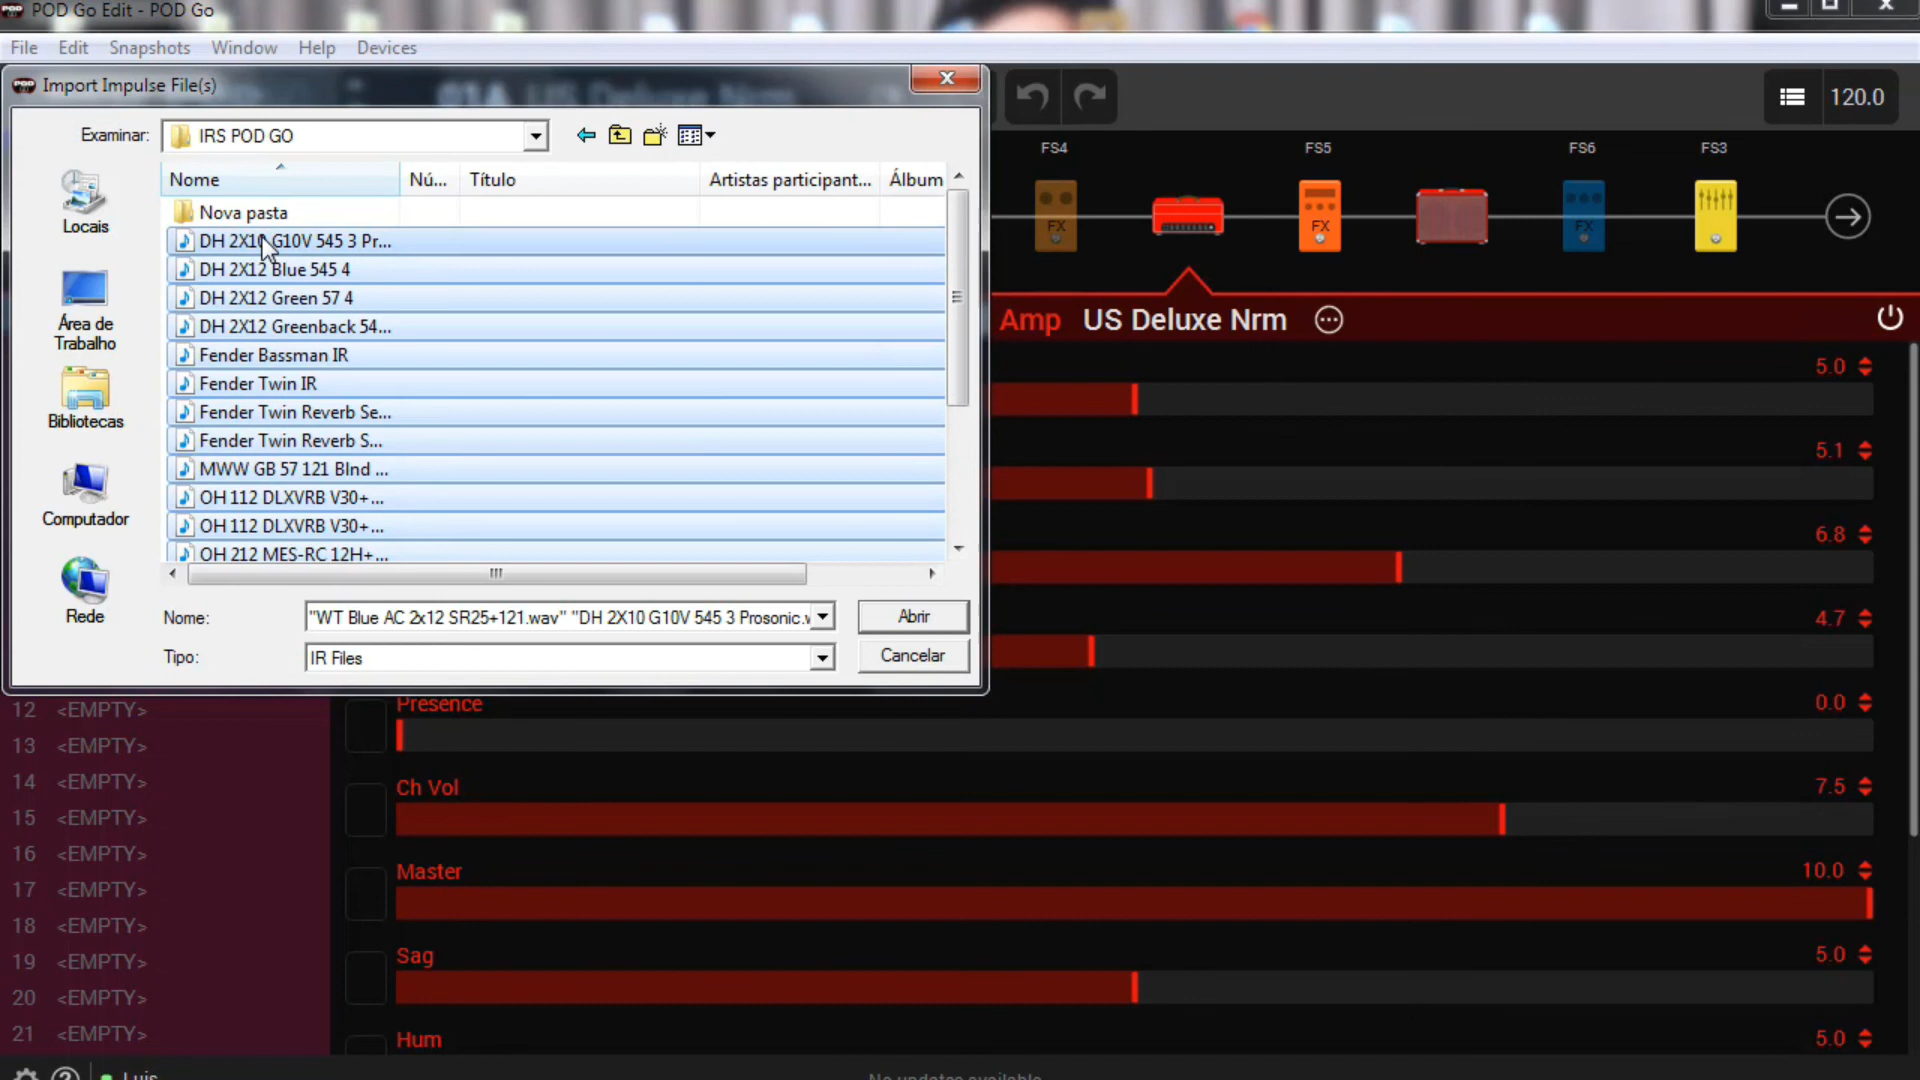 POD Go Edit - POD Go
File Edit Snapshots Window Help Devices
Import Impulse File(s)
01A US Deluxe Nrm
120.0
Examinar: IRS POD GO
FS4 FS5 FS6 FS3
Nome Nú... Título Artistas participant... Álbum
Locais
Nova pasta
DH 2X10 G10V 545 3 Pr...
DH 2X12 Blue 545 4
DH 2X12 Green 57 4
DH 2X12 Greenback 54...
Fender Bassman IR
Fender Twin IR
Fender Twin Reverb Se...
Fender Twin Reverb S...
MWW GB 57 121 Blnd ...
OH 112 DLXVRB V30+...
OH 112 DLXVRB V30+...
OH 212 MES-RC 12H+...
Área de
Trabalho
Bibliotecas
Computador
Rede
FX FX FX
Nome: "WT Blue AC 2x12 SR25+121.wav" "DH 2X10 G10V 545 3 Prosonic.w
Abrir
Tipo: IR Files
Cancelar
Amp US Deluxe Nrm
5.0
5.1
6.8
4.7
12 <EMPTY>
13 <EMPTY>
14 <EMPTY>
15 <EMPTY>
16 <EMPTY>
17 <EMPTY>
18 <EMPTY>
19 <EMPTY>
20 <EMPTY>
21 <EMPTY>
Presence 0.0
Ch Vol 7.5
Master 10.0
Sag 5.0
Hum 5.0
Luis
No updates available